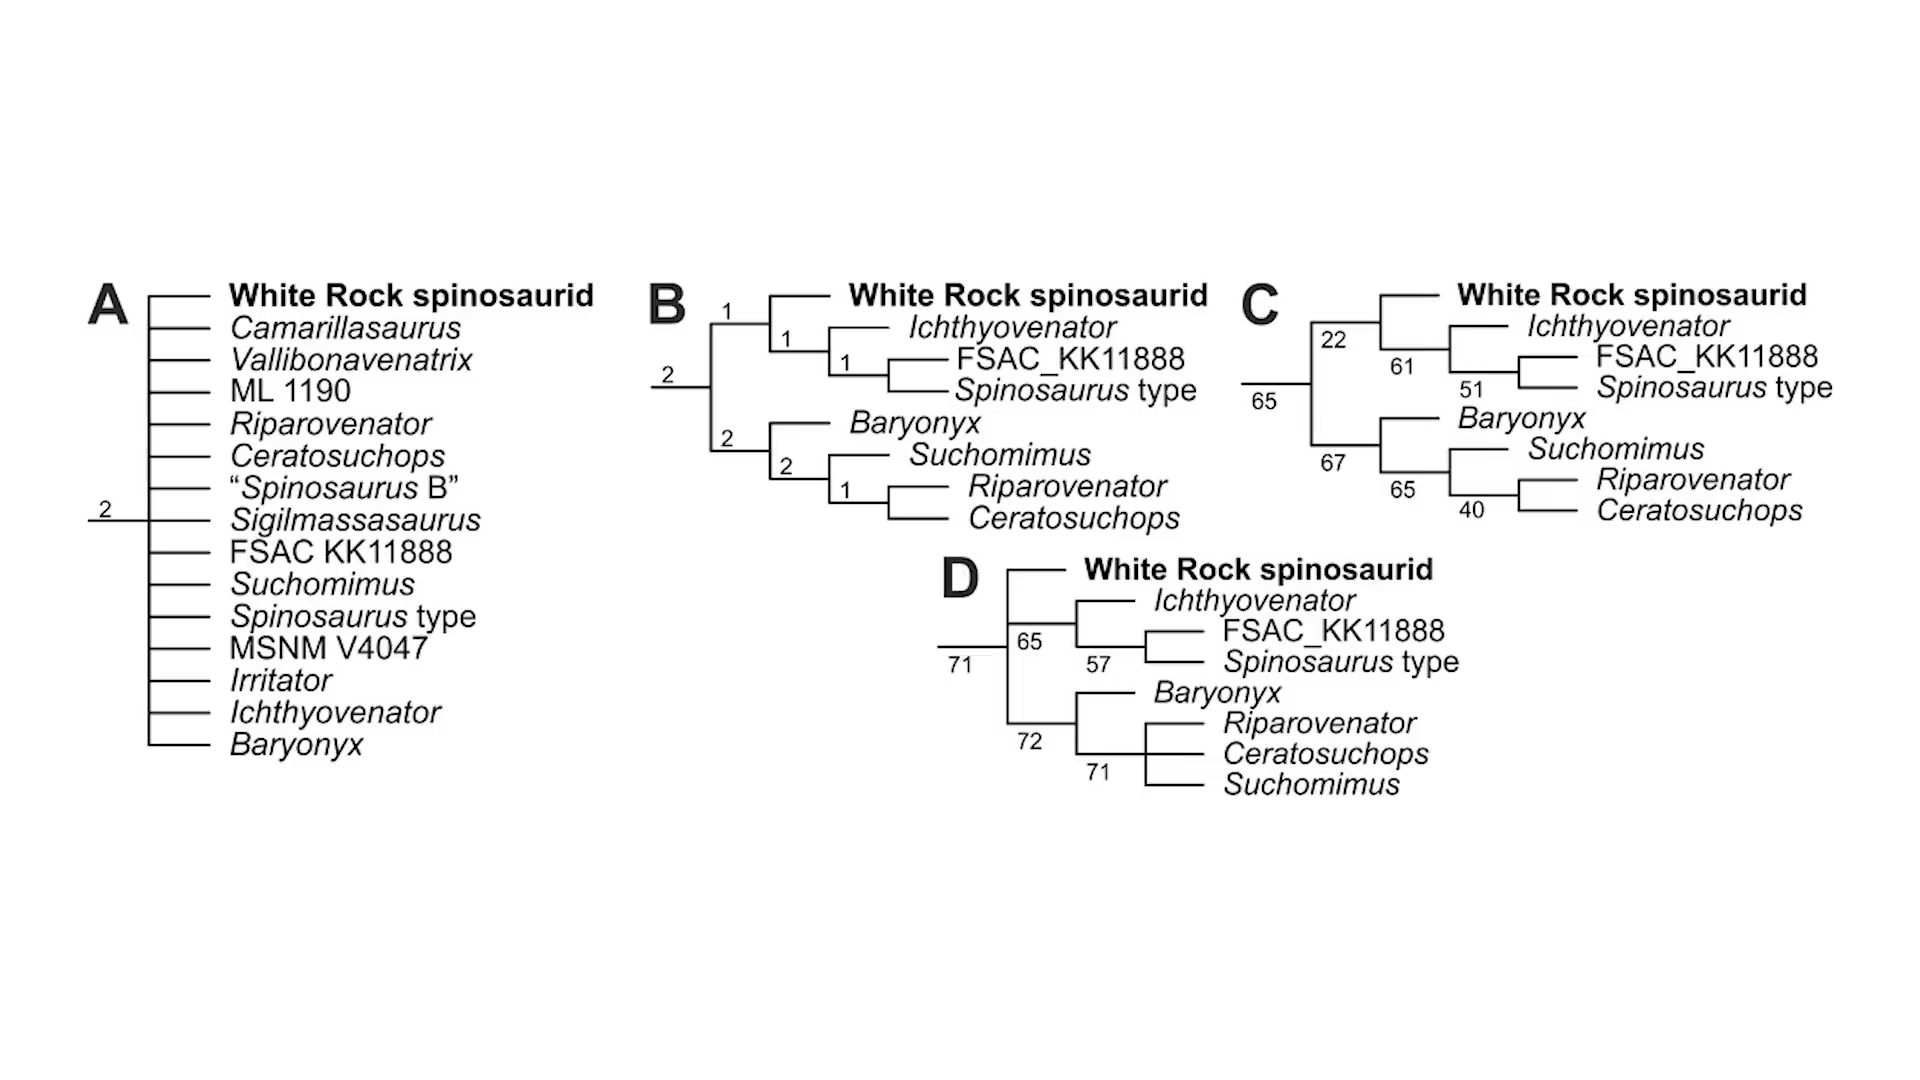 A
White Rock spinosaurid
Camarillasaurus
Vallibonavenatrix
ML 1190
Riparovenator
Ceratosuchops
“Spinosaurus B”
2
Sigilmassasaurus
FSAC KK11888
Suchomimus
Spinosaurus type
MSNM V4047
Irritator
Ichthyovenator
Baryonyx
B
White Rock spinosaurid
1
Ichthyovenator
1
FSAC_KK11888
1
2
Spinosaurus type
Baryonyx
2
Suchomimus
2
Riparovenator
1
Ceratosuchops
C
White Rock spinosaurid
22
Ichthyovenator
FSAC_KK11888
61
51
Spinosaurus type
65
Baryonyx
67
Suchomimus
65
Riparovenator
40
Ceratosuchops
D
White Rock spinosaurid
Ichthyovenator
65
FSAC_KK11888
71
57
Spinosaurus type
Baryonyx
72
Riparovenator
71
Ceratosuchops
Suchomimus